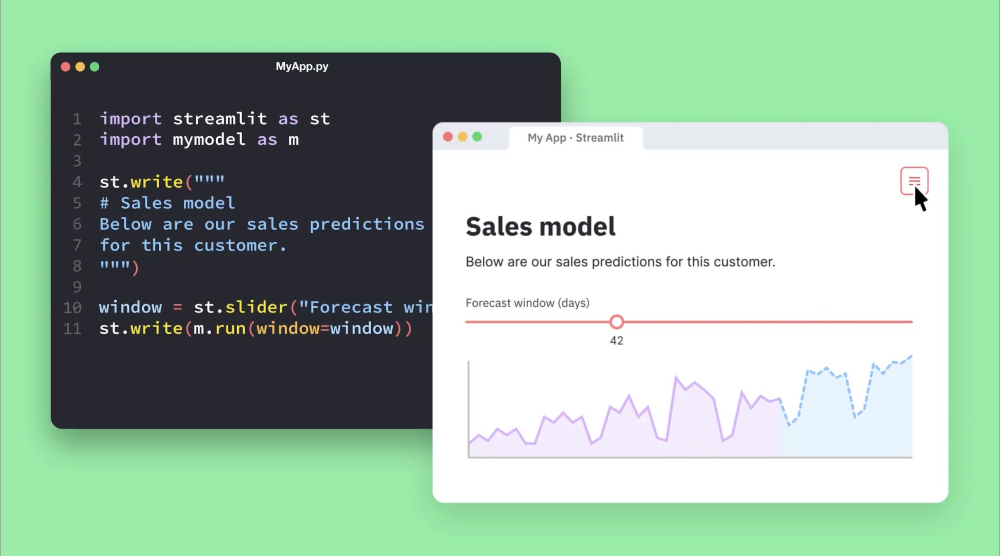 MyApp.py
1 import streamlit as st
2 import mymodel as m
3
4 st.write("""
5 # Sales model
6 Below are our sales predictions
7 for this customer.
8 """)
9
10 window = st.slider("Forecast win
11 st.write(m.run(window=window))
My App · Streamlit
Sales model
Below are our sales predictions for this customer.
Forecast window (days)
42